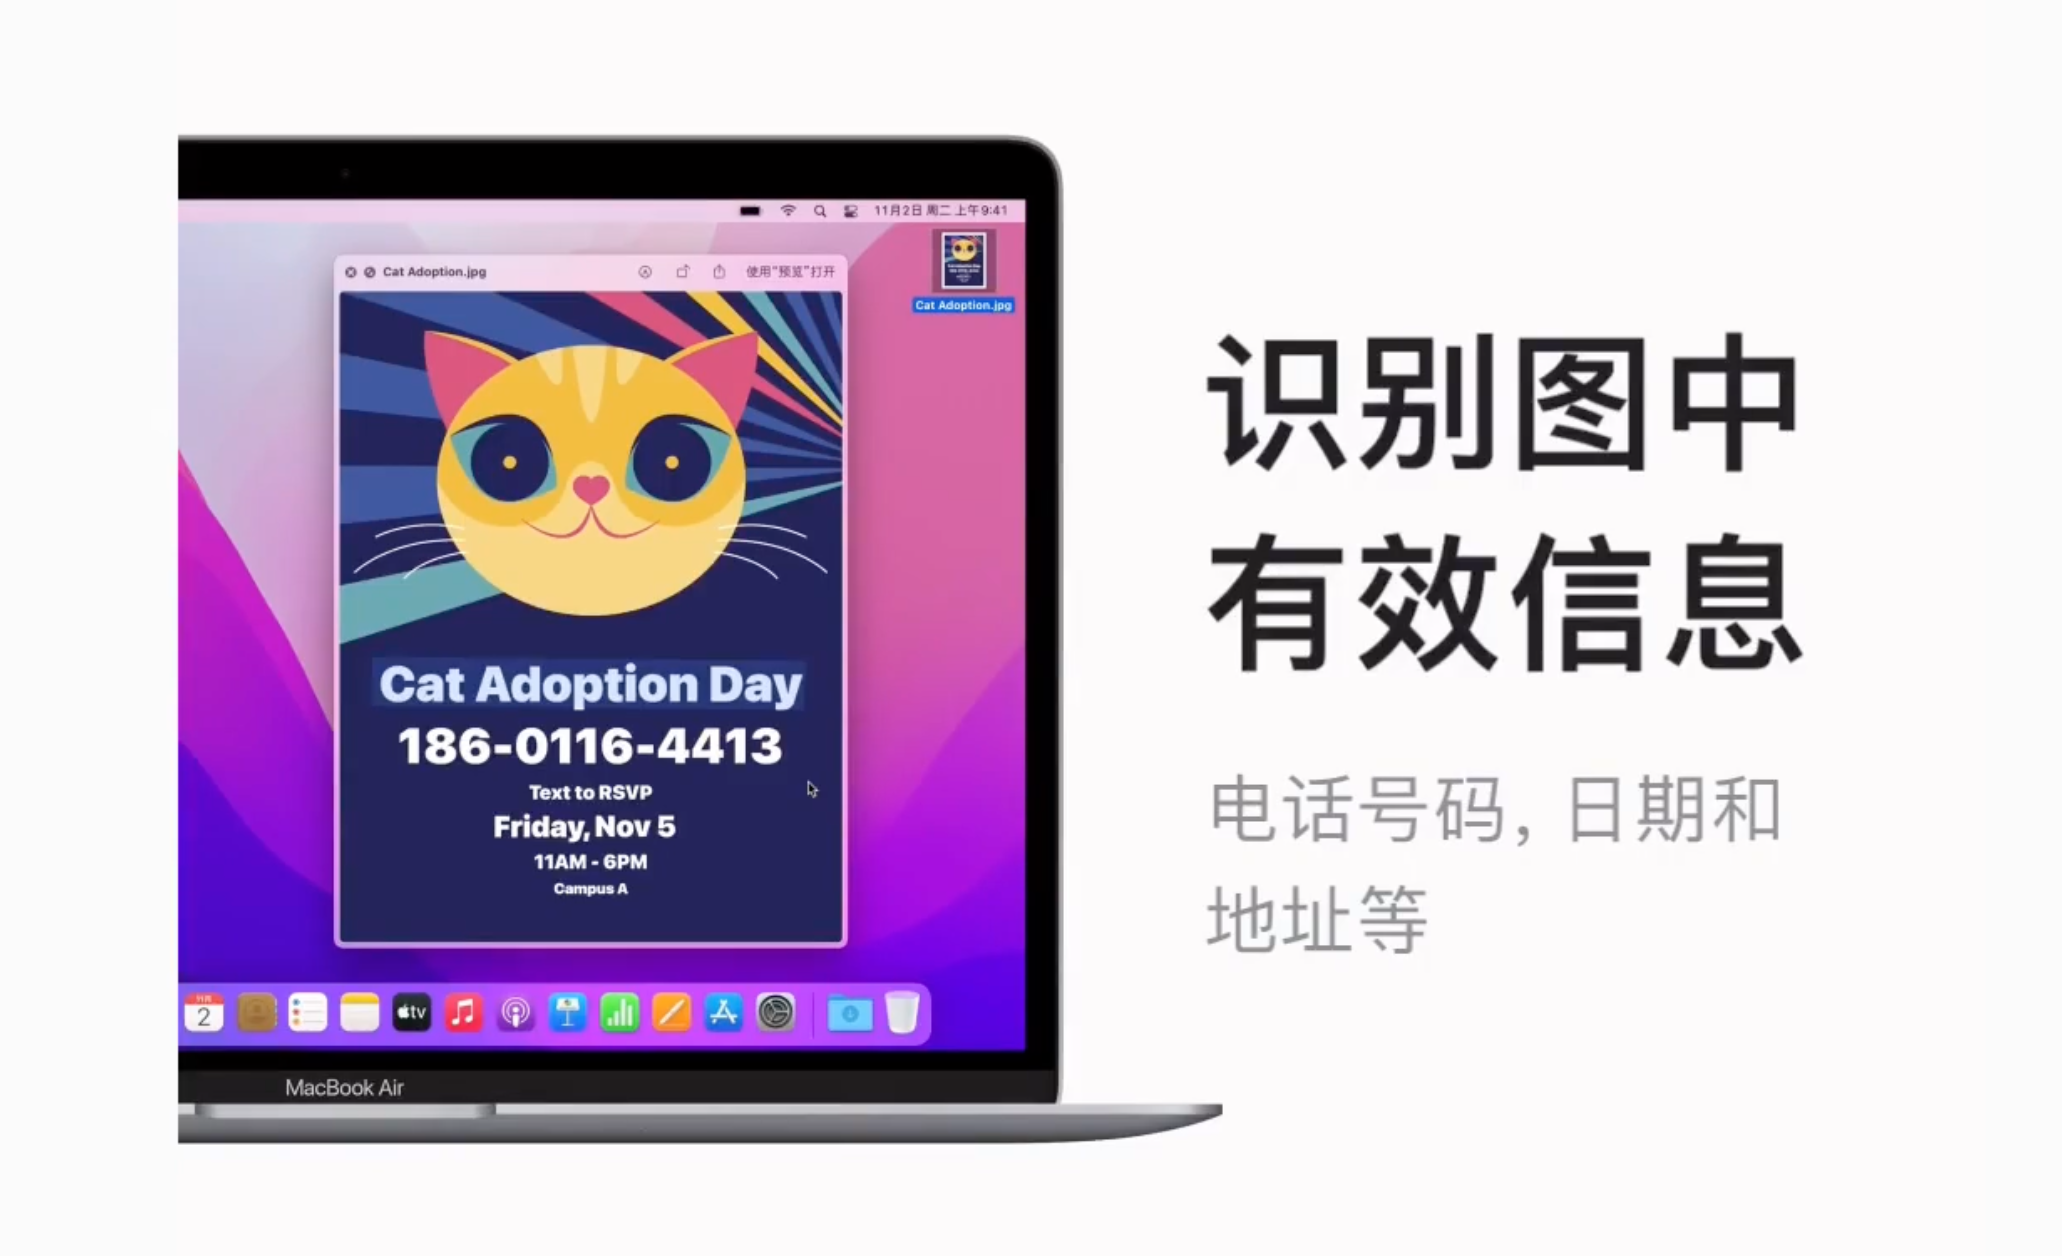 11月2日 周二 上午9:41
Cat Adoption.jpg
使用“预览”打开
Cat Adoption.jpg
Cat Adoption Day
186-0116-4413
Text to RSVP
Friday, Nov 5
11AM - 6PM
Campus A
2
tv
MacBook Air
识别图中
有效信息
电话号码, 日期和
地址等